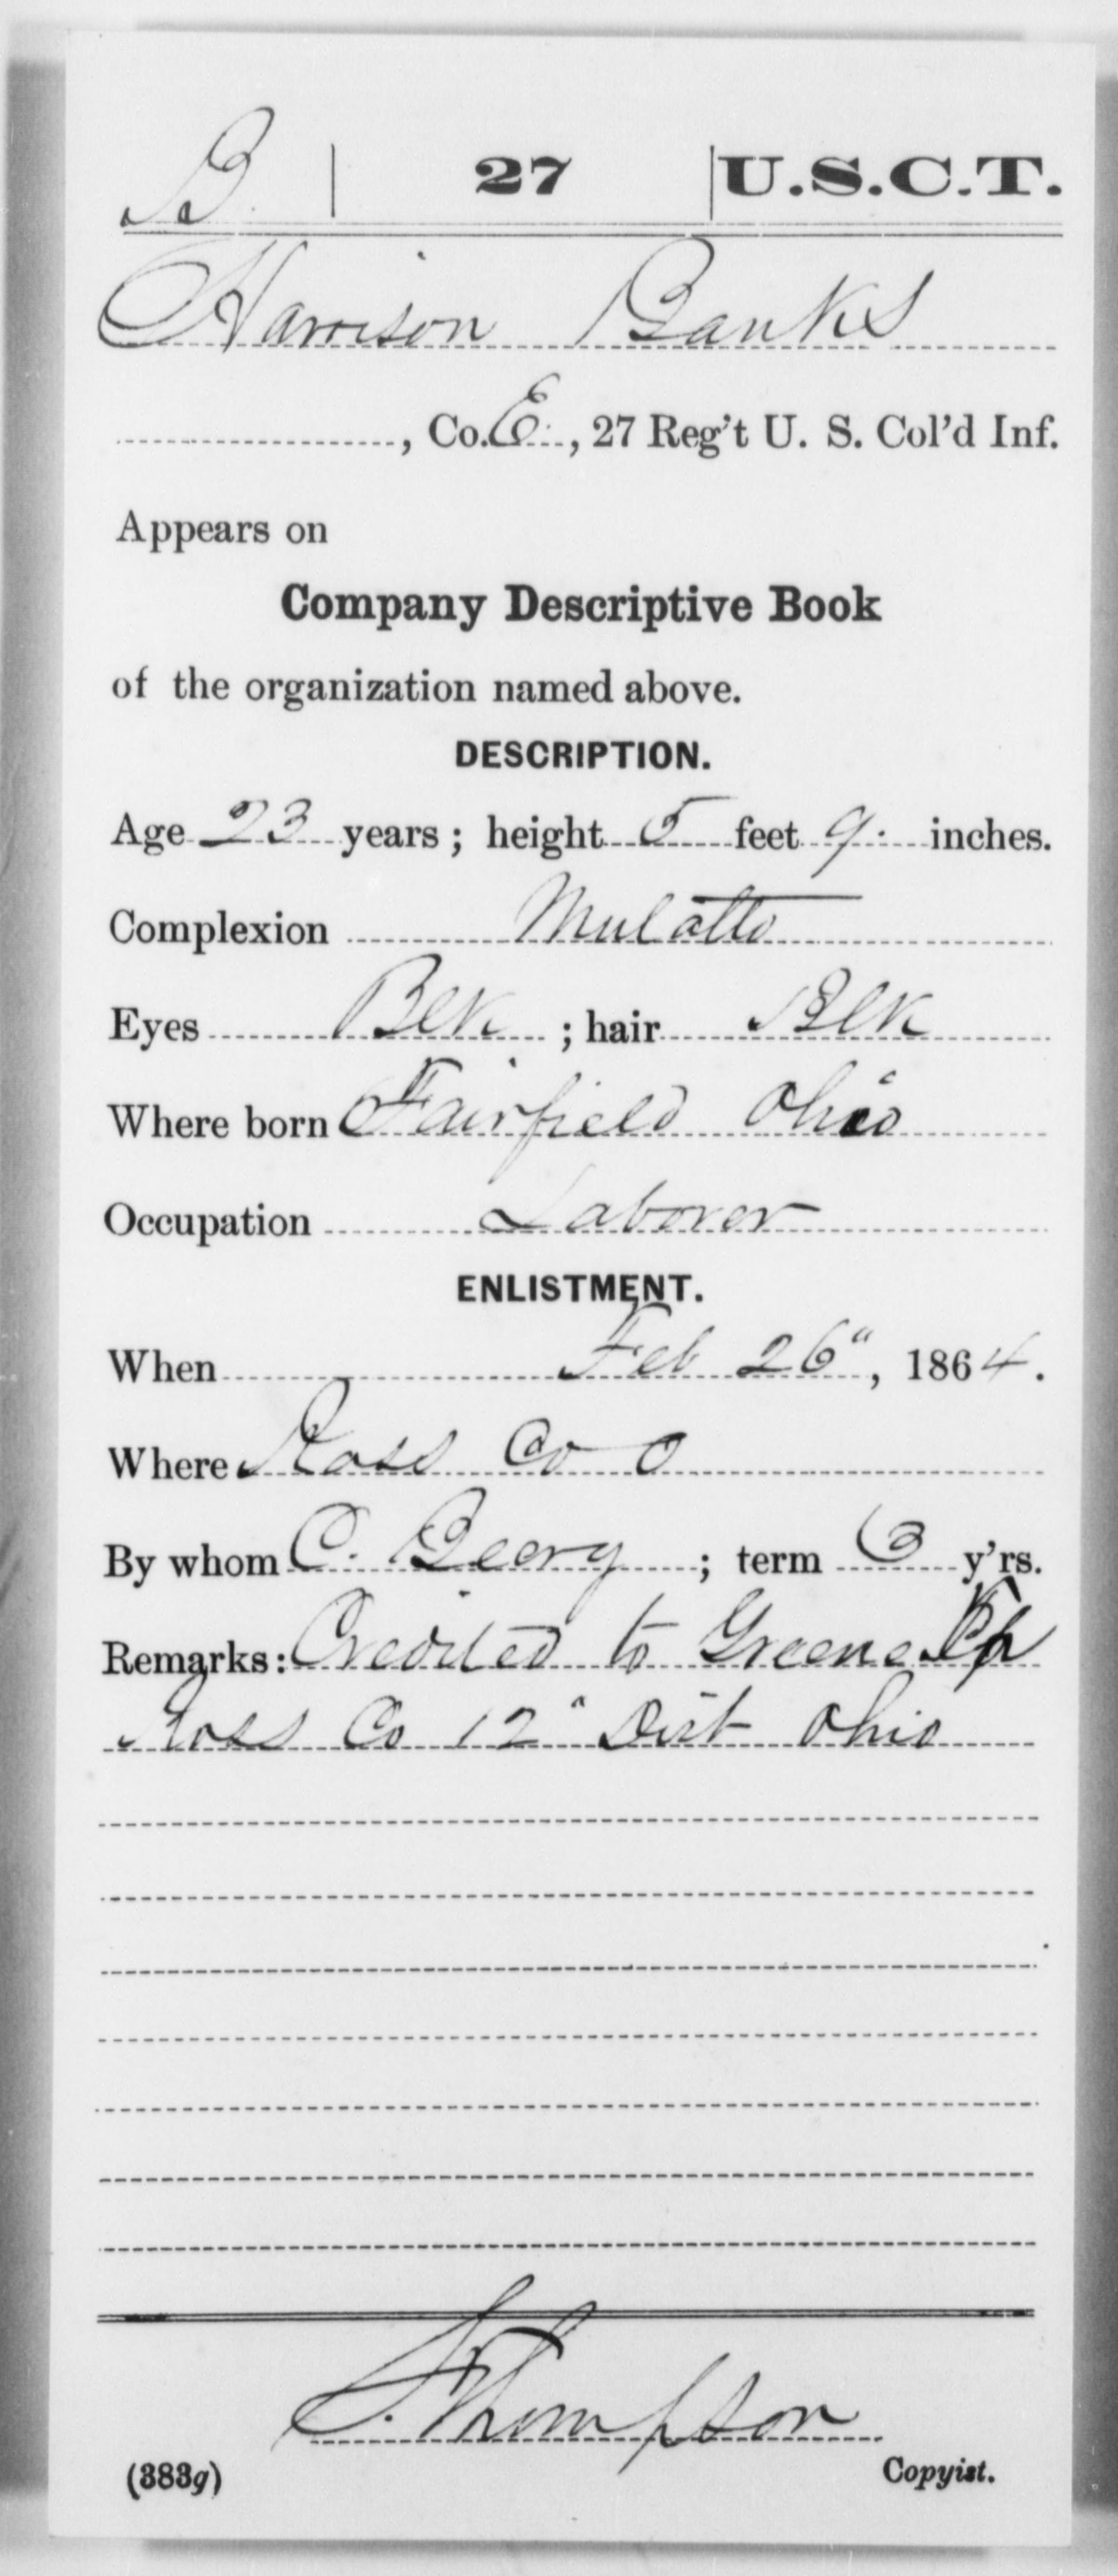 B | 27 | U.S.C.T.
Harrison Banks
, Co. E, 27 Reg't U. S. Col'd Inf.
Appears on
Company Descriptive Book
of the organization named above.
DESCRIPTION.
Age 23 years; height 5 feet 9 inches.
Complexion Mulatto
Eyes Blk ; hair Blk
Where born Fairfield Ohio
Occupation Laborer
ENLISTMENT.
When Feb 26", 1864.
Where Ross Co O
By whom C. Beery ; term 3 y'rs.
Remarks: Credited to Greene Tp
Ross Co 12" Dist Ohio
S. Thompson
(383g) Copyist.